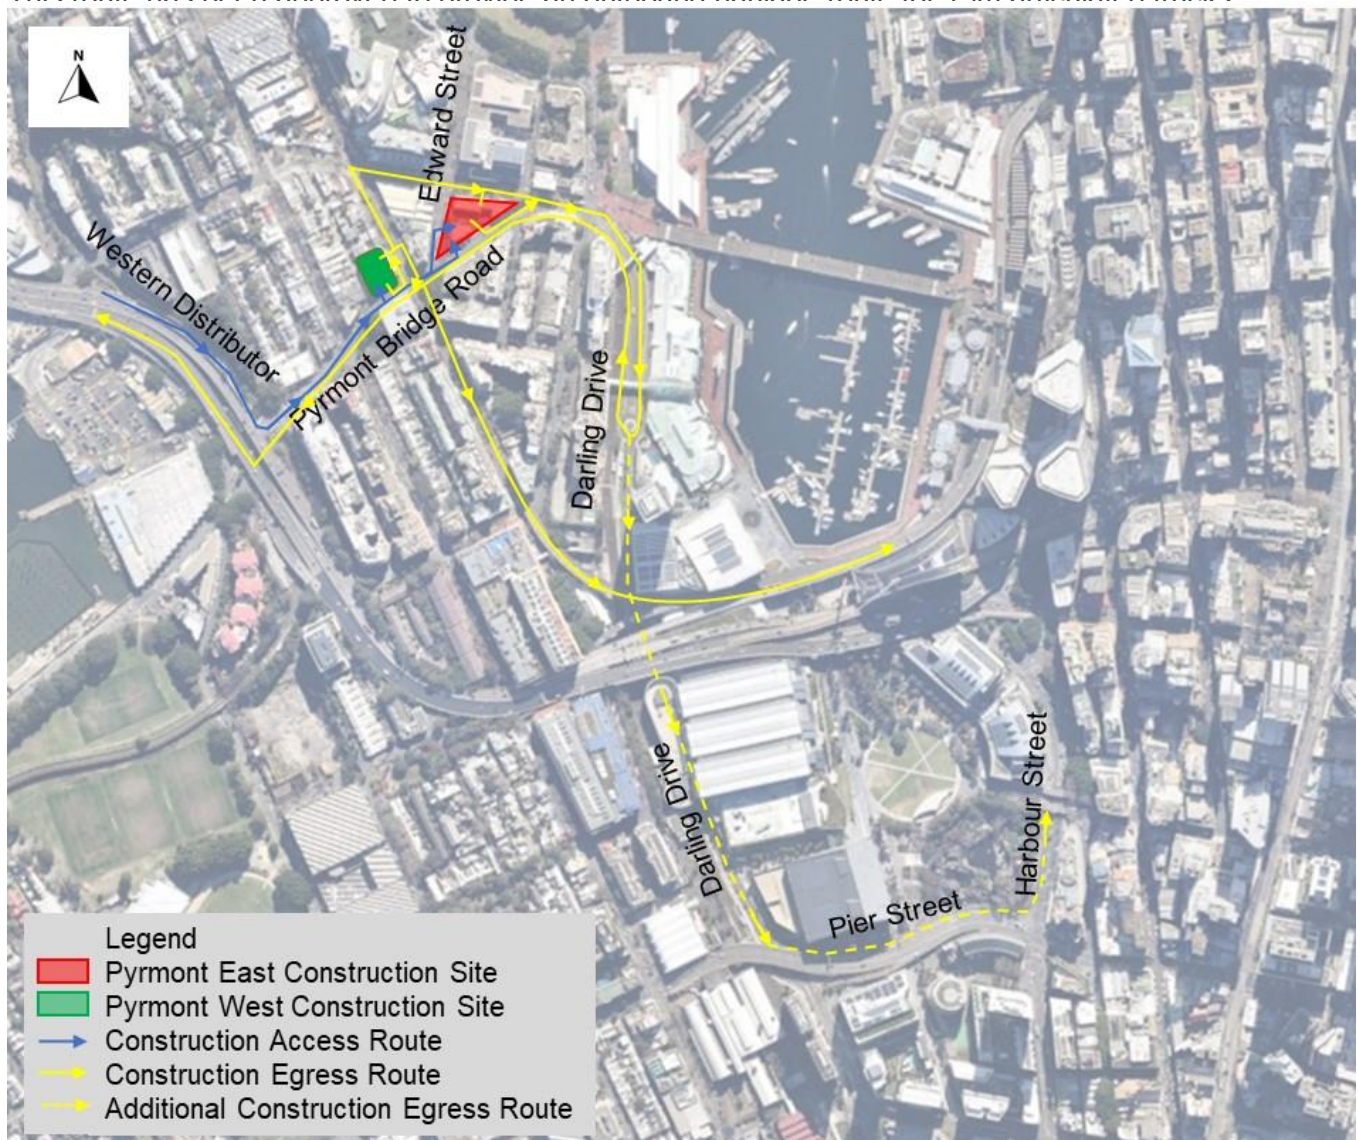 N
Edward Street
Western Distributor
Pyrmont Bridge Road
Darling Drive
Harbour Street
Darling Drive
Pier Street
Legend
Pyrmont East Construction Site
Pyrmont West Construction Site
Construction Access Route
Construction Egress Route
Additional Construction Egress Route